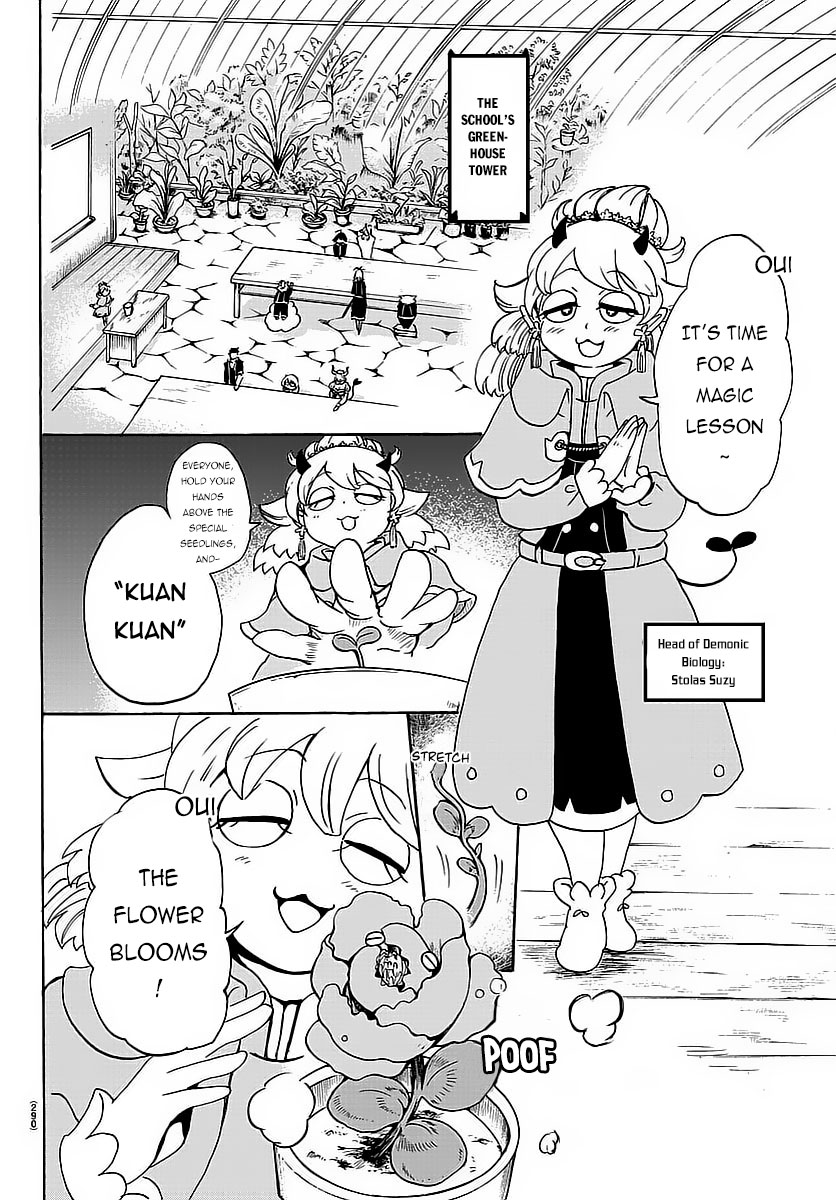 THE
SCHOOL'S
GREEN-
HOUSE
TOWER
OUI
IT'S TIME
FOR A
MAGIC
LESSON
~
EVERYONE,
HOLD YOUR
HANDS
ABOVE THE
SPECIAL
SEEDLINGS,
AND~
"KUAN
KUAN"
Head of Demonic
Biology:
Stolas Suzy
STRETCH
OUI
THE
FLOWER
BLOOMS
!
POOF